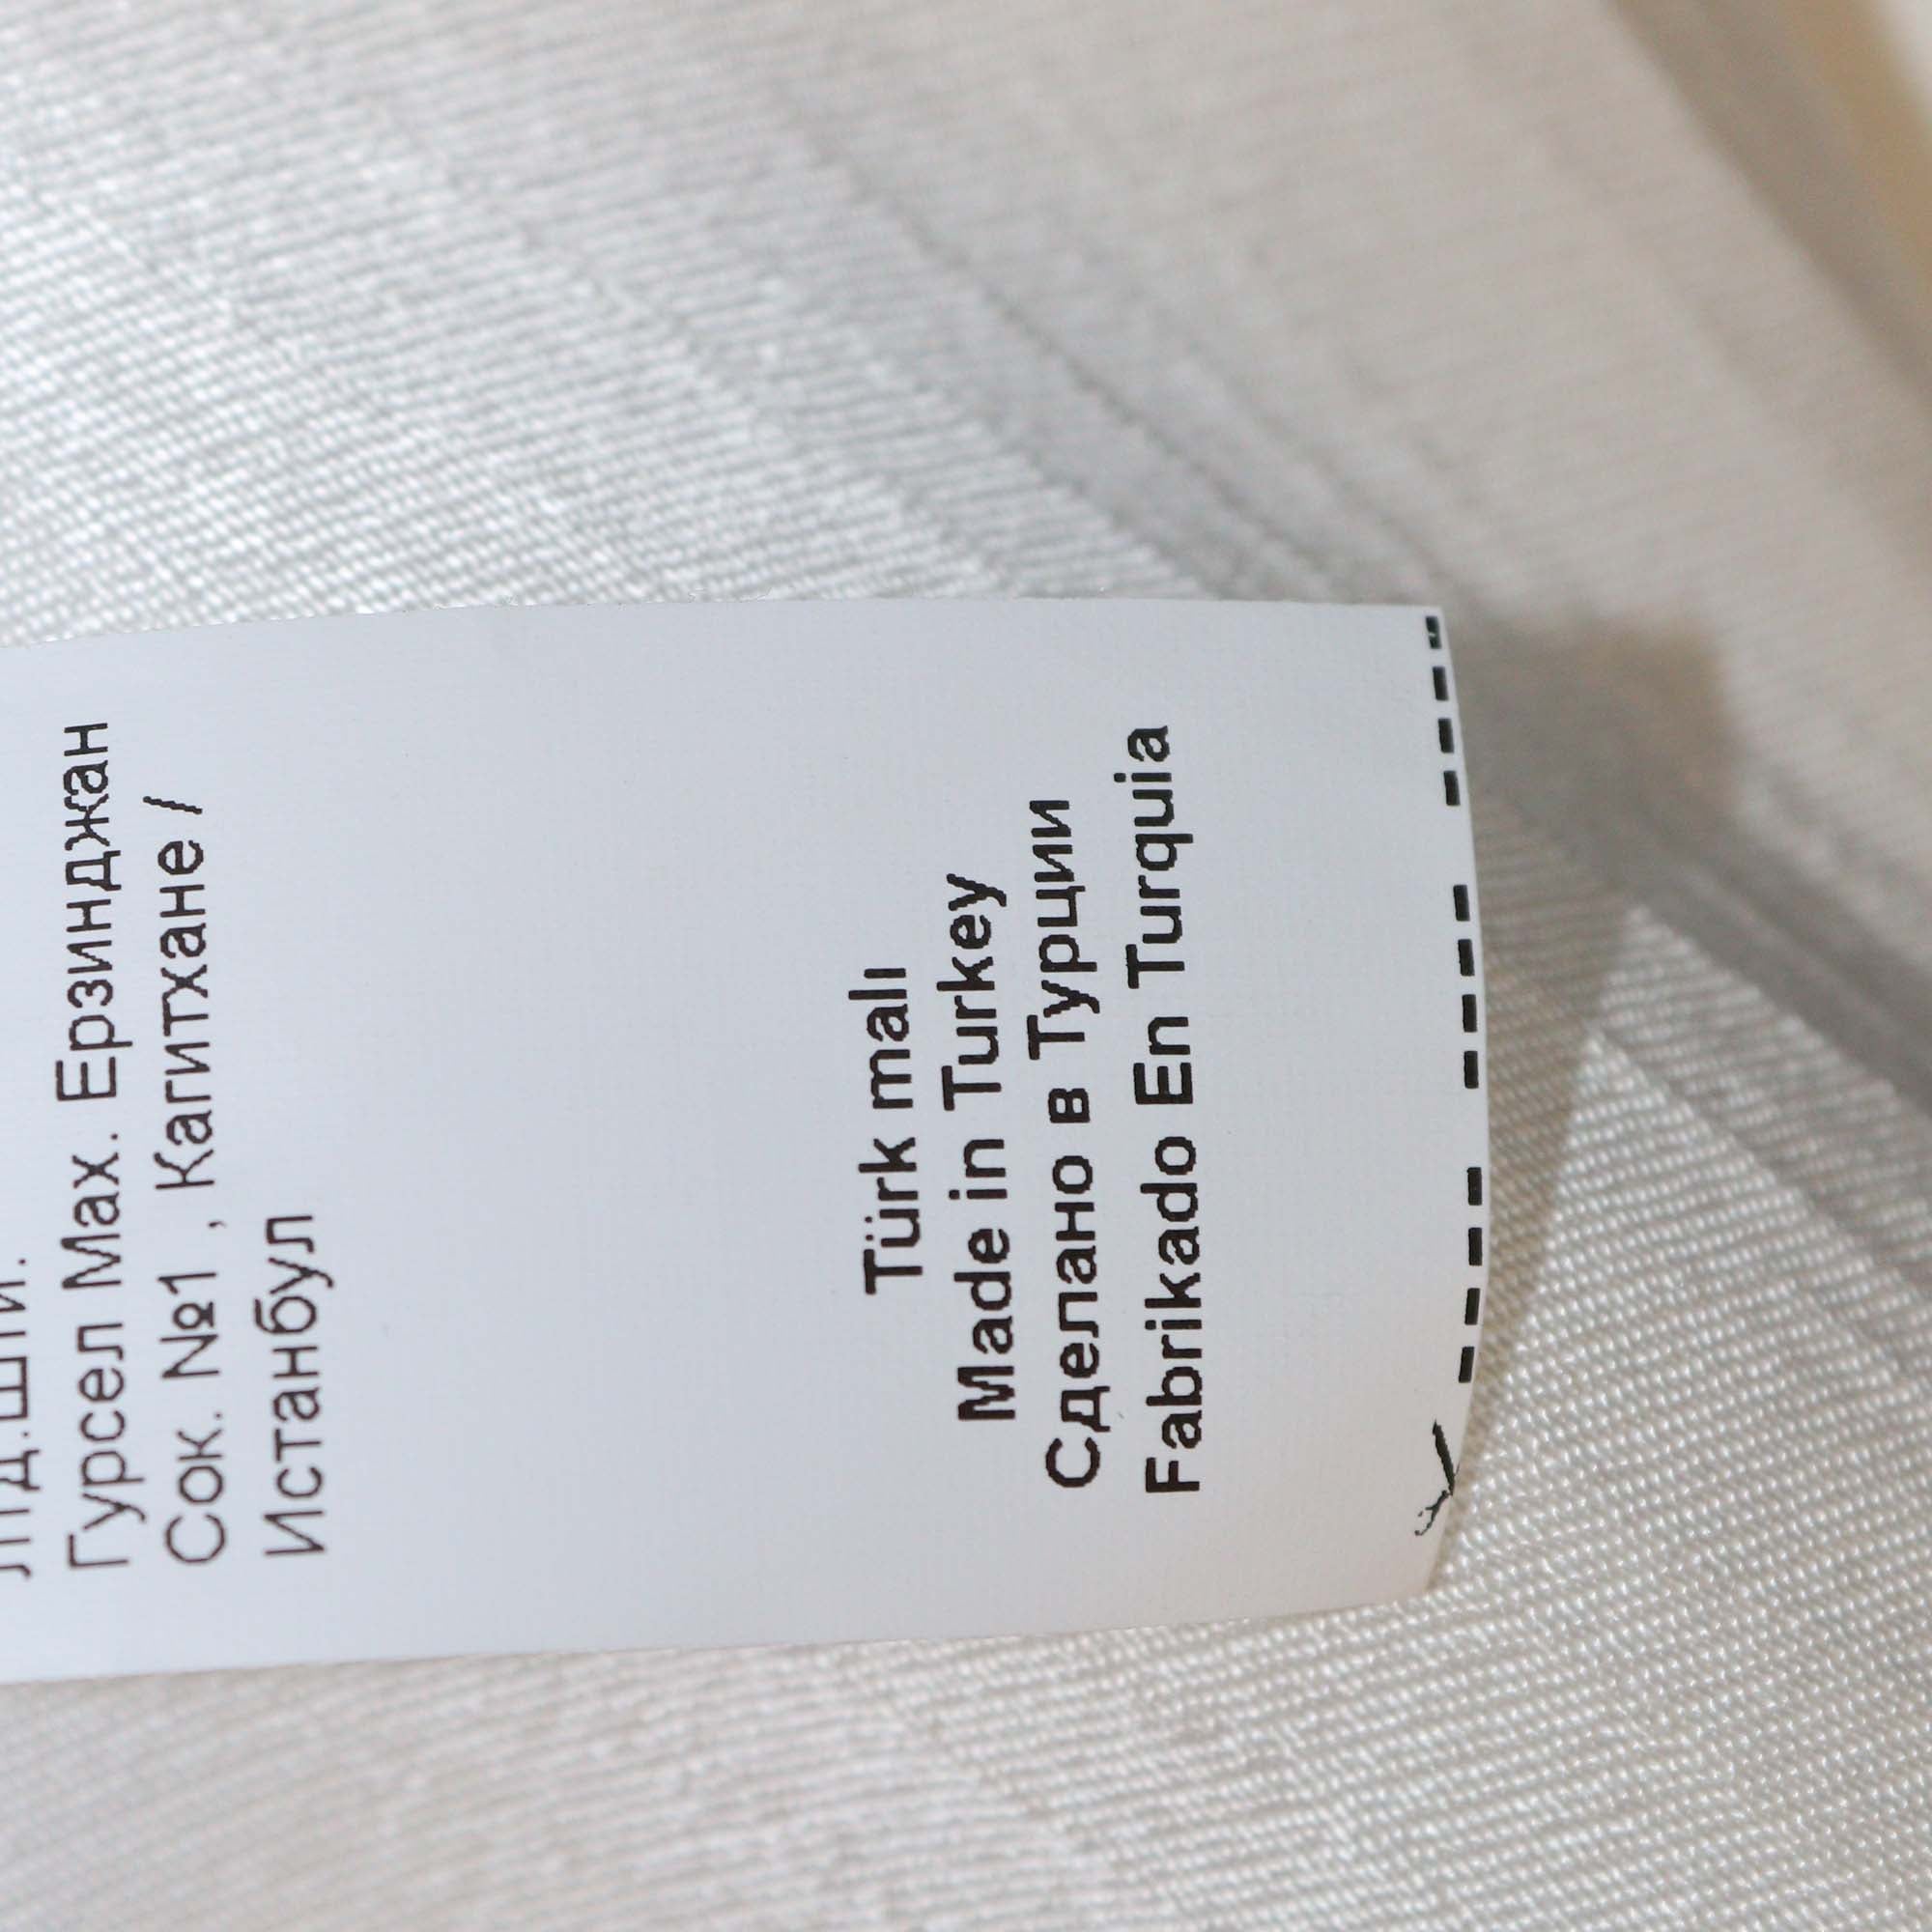 Гурсел Мах. Ерзинджан
Сок. №1 , Кагитхане /
Истанбул
Türk malı
Made in Turkey
Сделано в Турции
Fabrikado En Turquia